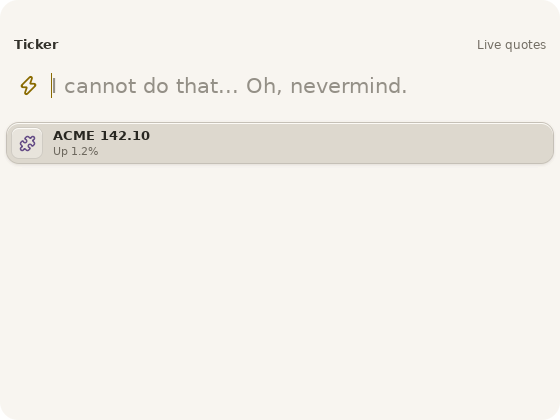 Ticker
Live quotes
I cannot do that... Oh, nevermind.
ACME 142.10
Up 1.2%